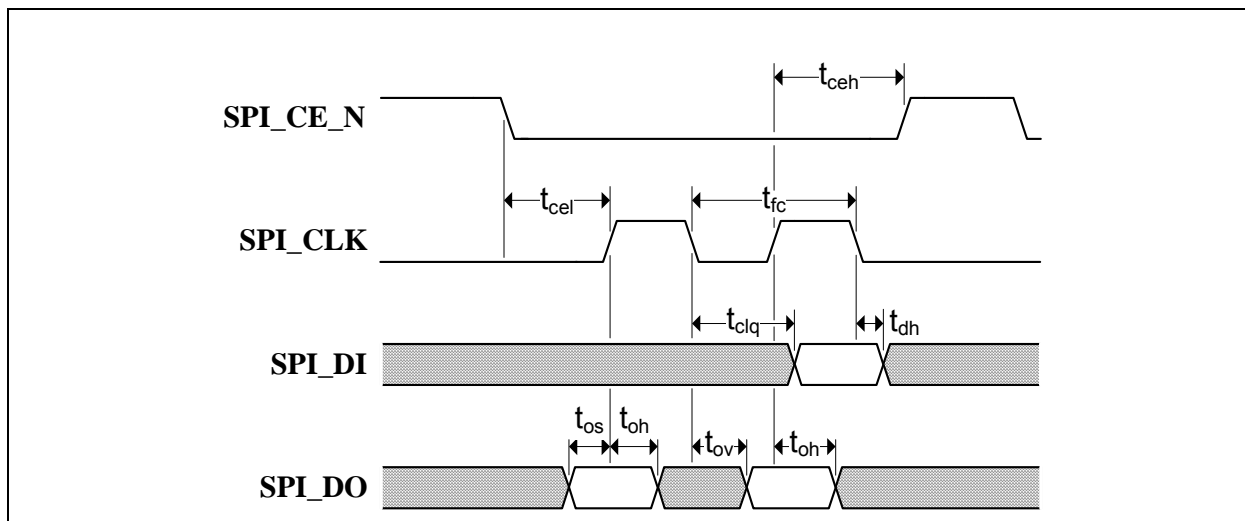 t_ceh
SPI_CE_N
t_cel
t_fc
SPI_CLK
t_clq
t_dh
SPI_DI
t_os
t_oh
t_ov
t_oh
SPI_DO